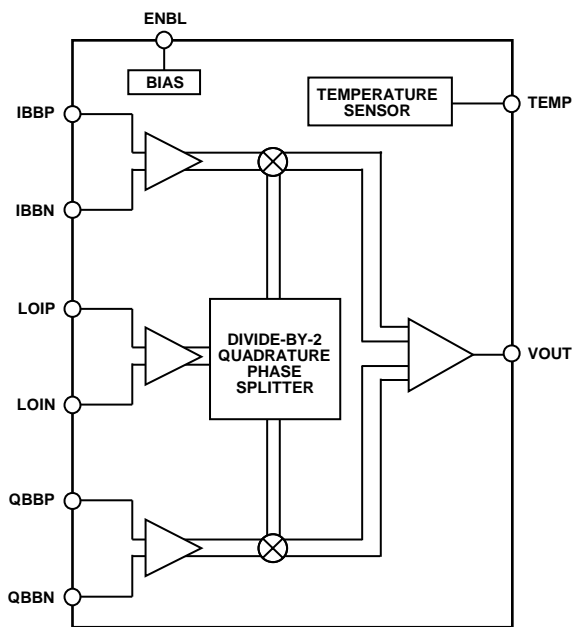 ENBL
BIAS
TEMPERATURE
SENSOR
TEMP
IBBP
IBBN
LOIP
DIVIDE-BY-2
QUADRATURE
PHASE
SPLITTER
VOUT
LOIN
QBBP
QBBN